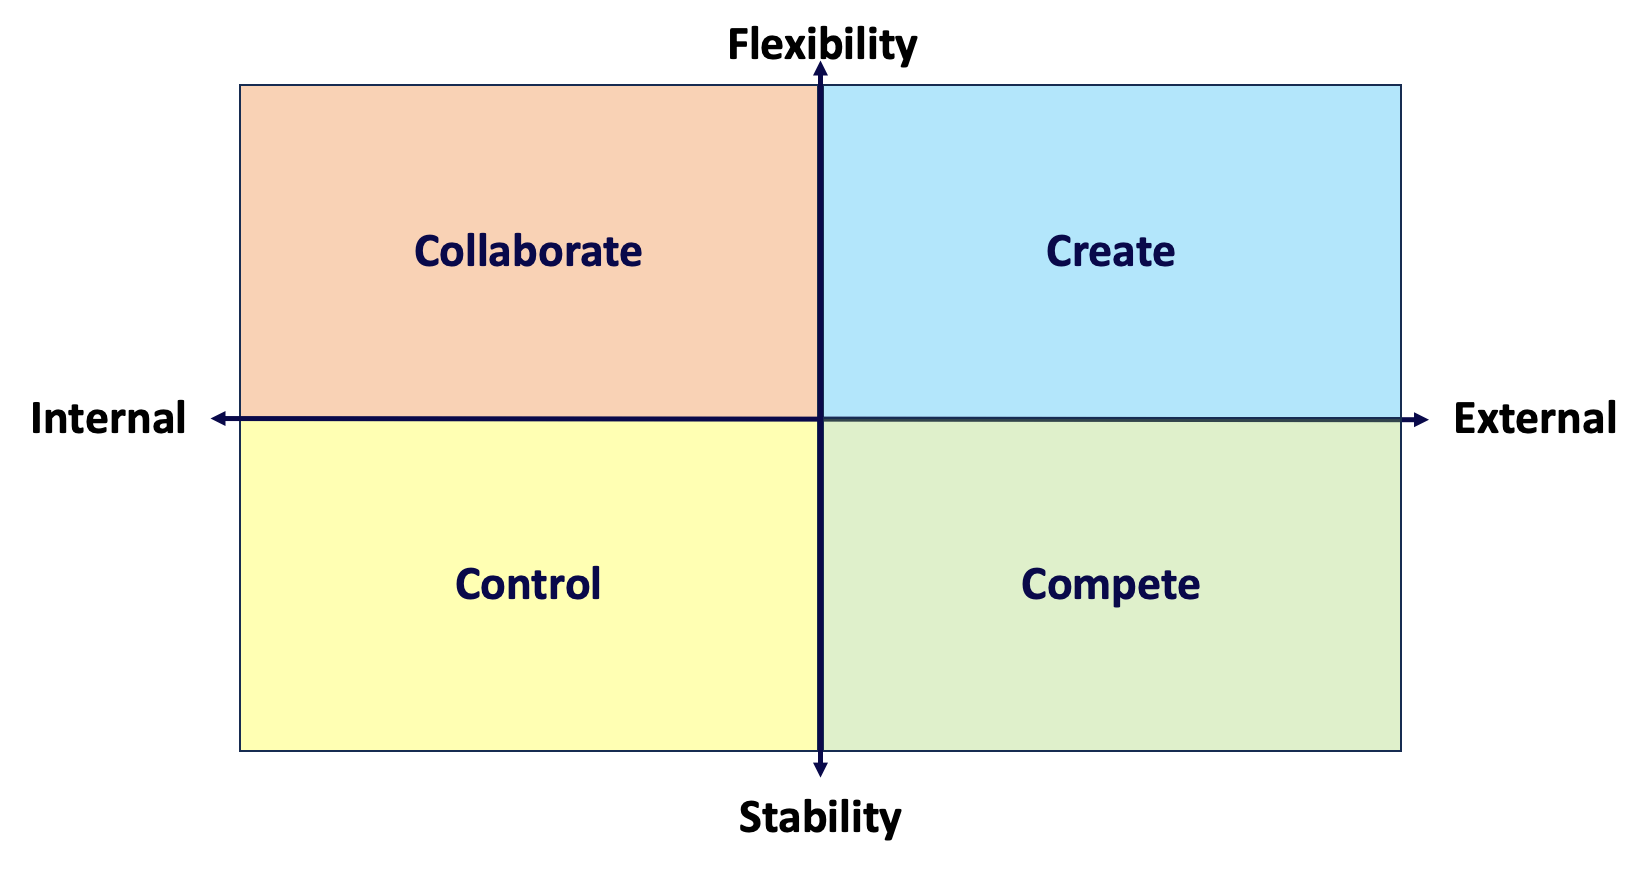 Flexibility
Collaborate
Create
Internal
External
Control
Compete
Stability